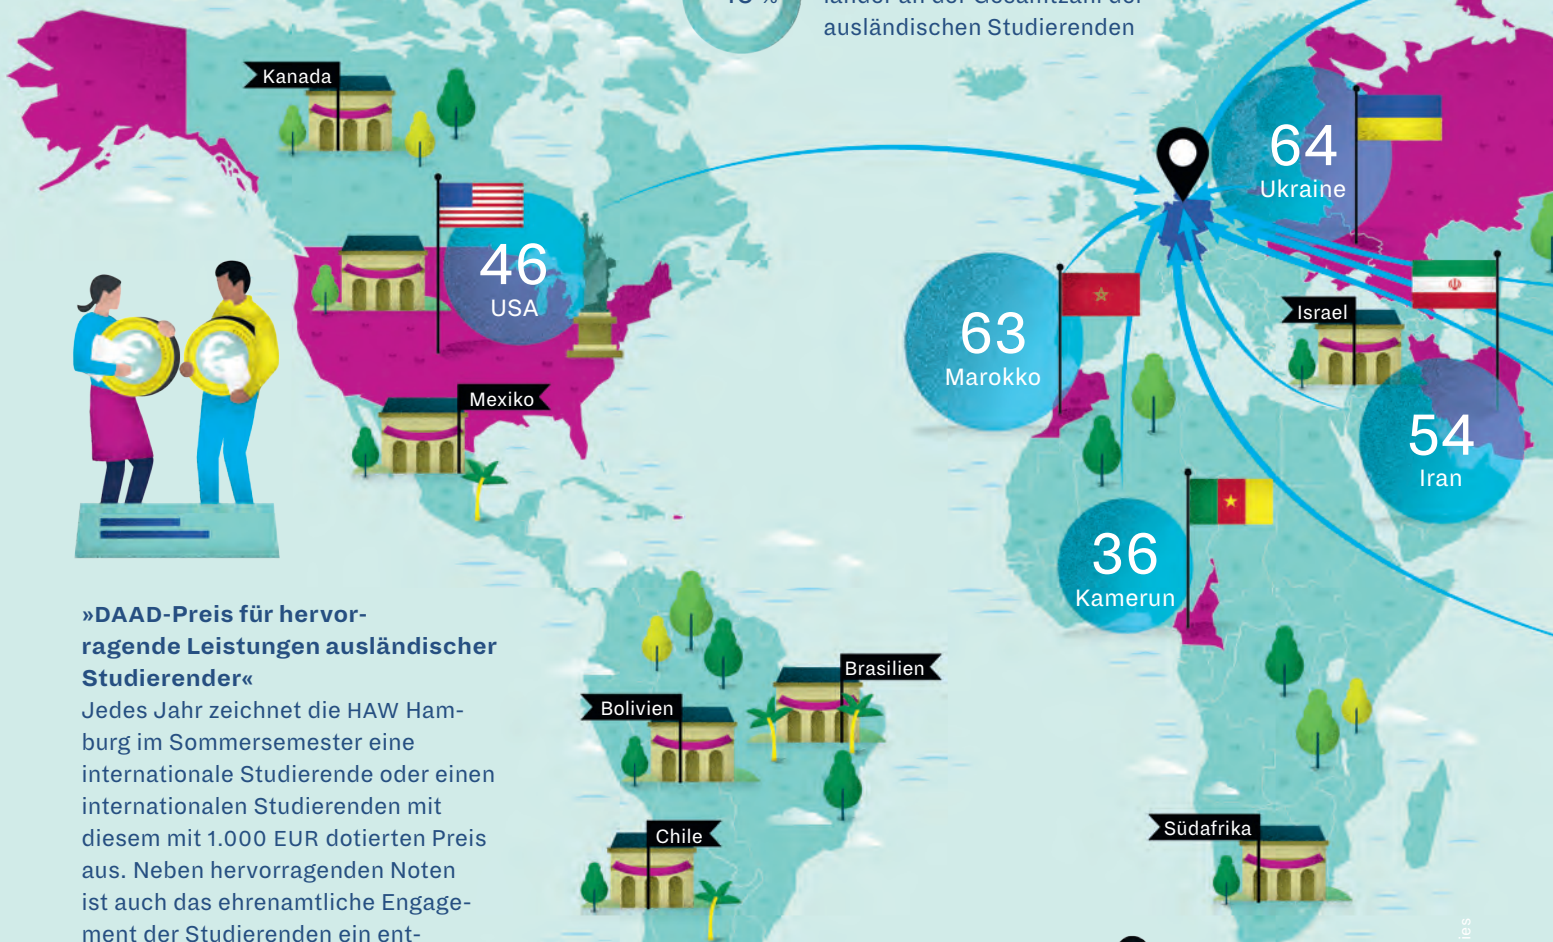 ausländischen Studierenden
Kanada
64
Ukraine
46
USA
63
Marokko
Israel
Mexiko
54
Iran
36
Kamerun
»DAAD-Preis für hervor-
ragende Leistungen ausländischer
Studierender«
Jedes Jahr zeichnet die HAW Ham-
burg im Sommersemester eine
internationale Studierende oder einen
internationalen Studierenden mit
diesem mit 1.000 EUR dotierten Preis
aus. Neben hervorragenden Noten
ist auch das ehrenamtliche Engage-
ment der Studierenden ein ent-
Brasilien
Bolivien
Chile
Südafrika